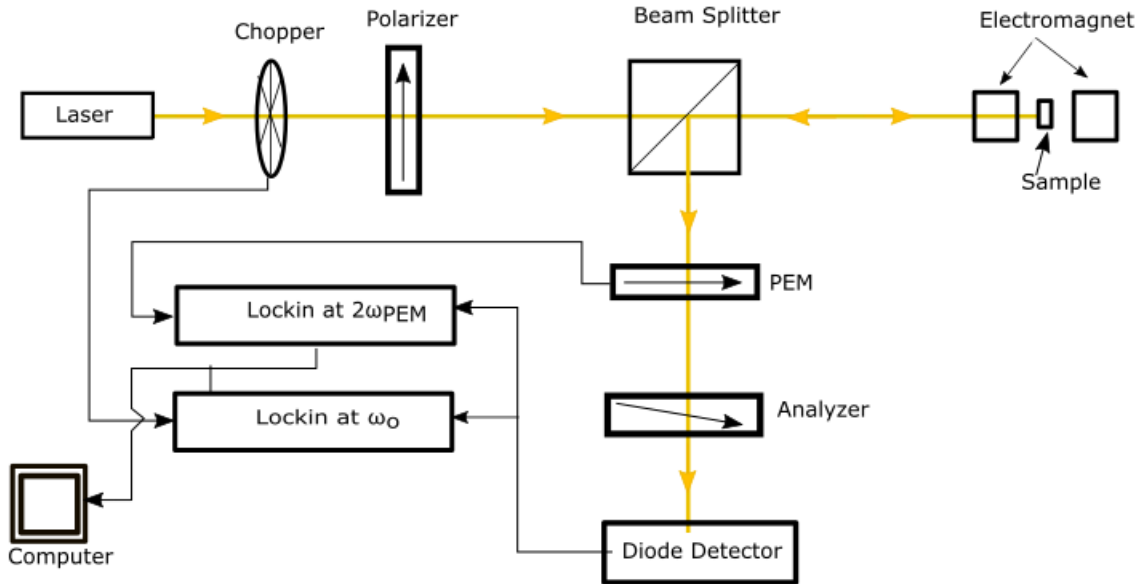 Polarizer
Beam Splitter
Electromagnet
Chopper
Laser
Sample
PEM
Lockin at 2ωPEM
Analyzer
Lockin at ωo
Diode Detector
Computer